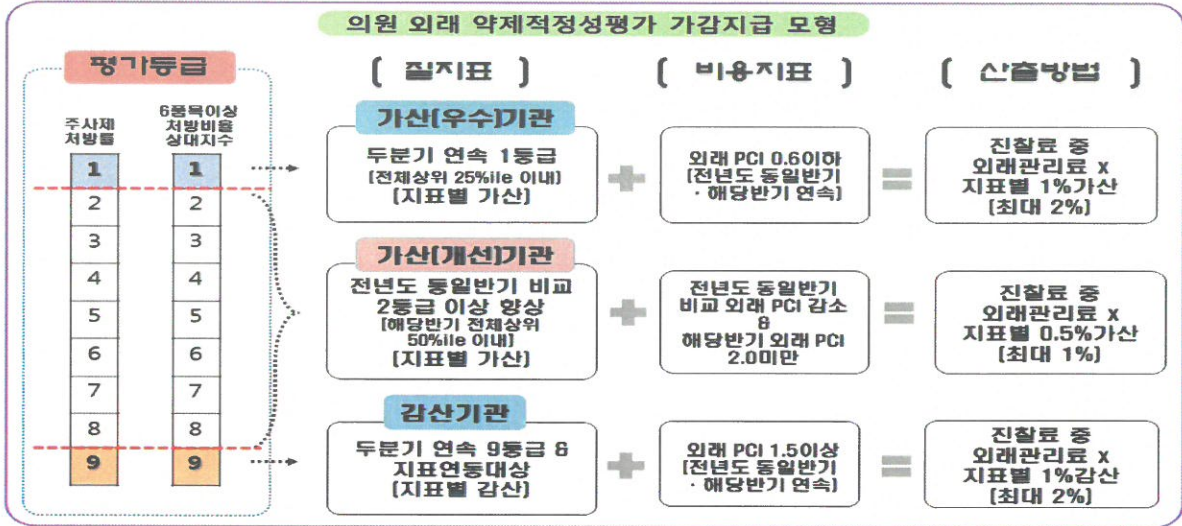 의원 외래 약제적정성평가 가감지급 모형
평가등급
[ 질지표 ]
[ 비용지표 ]
[ 산출방법 ]
주사제
처방률
6품목이상
처방비율
상대지수
1 1
2 2
3 3
4 4
5 5
6 6
7 7
8 8
9 9
가산(우수)기관
두분기 연속 1등급
(전체상위 25%ile 이내)
(지표별 가산)
+
외래 PCI 0.6이하
(전년도 동일반기
· 해당반기 연속)
=
진찰료 중
외래관리료 x
지표별 1%가산
(최대 2%)
가산(개선)기관
전년도 동일반기 비교
2등급 이상 향상
(해당반기 전체상위
50%ile 이내)
(지표별 가산)
+
전년도 동일반기
비교 외래 PCI 감소
&
해당반기 외래 PCI
2.0미만
=
진찰료 중
외래관리료 x
지표별 0.5%가산
(최대 1%)
감산기관
두분기 연속 9등급 &
지표연동대상
(지표별 감산)
+
외래 PCI 1.5이상
(전년도 동일반기
· 해당반기 연속)
=
진찰료 중
외래관리료 x
지표별 1%감산
(최대 2%)